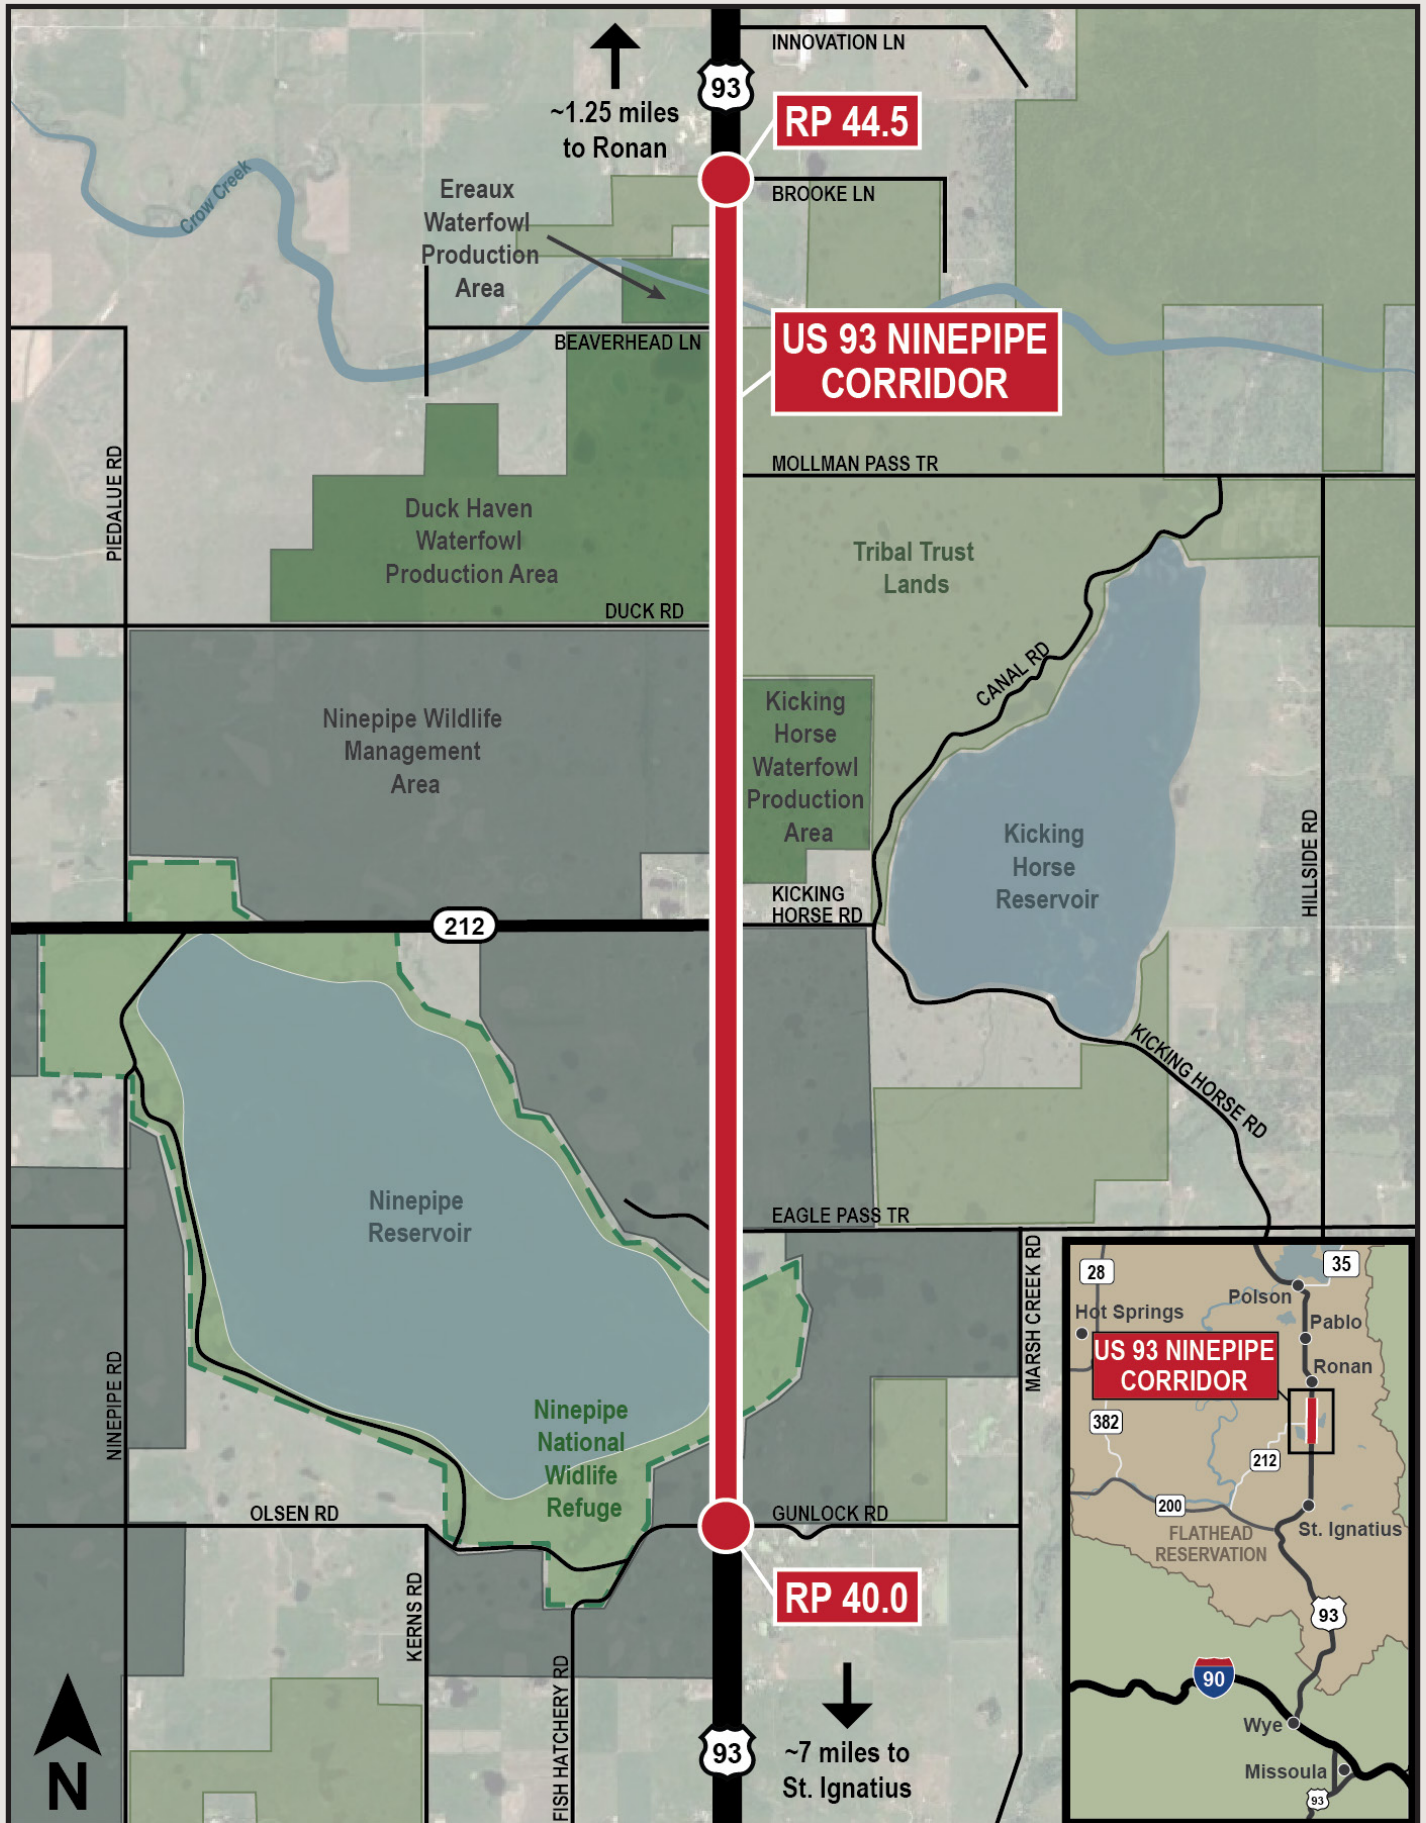 INNOVATION LN
93
~1.25 miles
to Ronan
RP 44.5
Crow Creek
Ereaux
Waterfowl
Production
Area
BROOKE LN
BEAVERHEAD LN
US 93 NINEPIPE
CORRIDOR
PIEDALUE RD
MOLLMAN PASS TR
Duck Haven
Waterfowl
Production Area
Tribal Trust
Lands
DUCK RD
CANAL RD
Ninepipe Wildlife
Management
Area
Kicking
Horse
Waterfowl
Production
Area
Kicking
Horse
Reservoir
HILLSIDE RD
KICKING
HORSE RD
212
KICKING HORSE RD
Ninepipe
Reservoir
EAGLE PASS TR
MARSH CREEK RD
NINEPIPE RD
Ninepipe
National
Widlife
Refuge
OLSEN RD
GUNLOCK RD
RP 40.0
KERNS RD
FISH HATCHERY RD
93
~7 miles to
St. Ignatius
N
28
35
Polson
Hot Springs
Pablo
US 93 NINEPIPE
CORRIDOR
Ronan
382
212
200
St. Ignatius
FLATHEAD
RESERVATION
93
90
Wye
Missoula
93